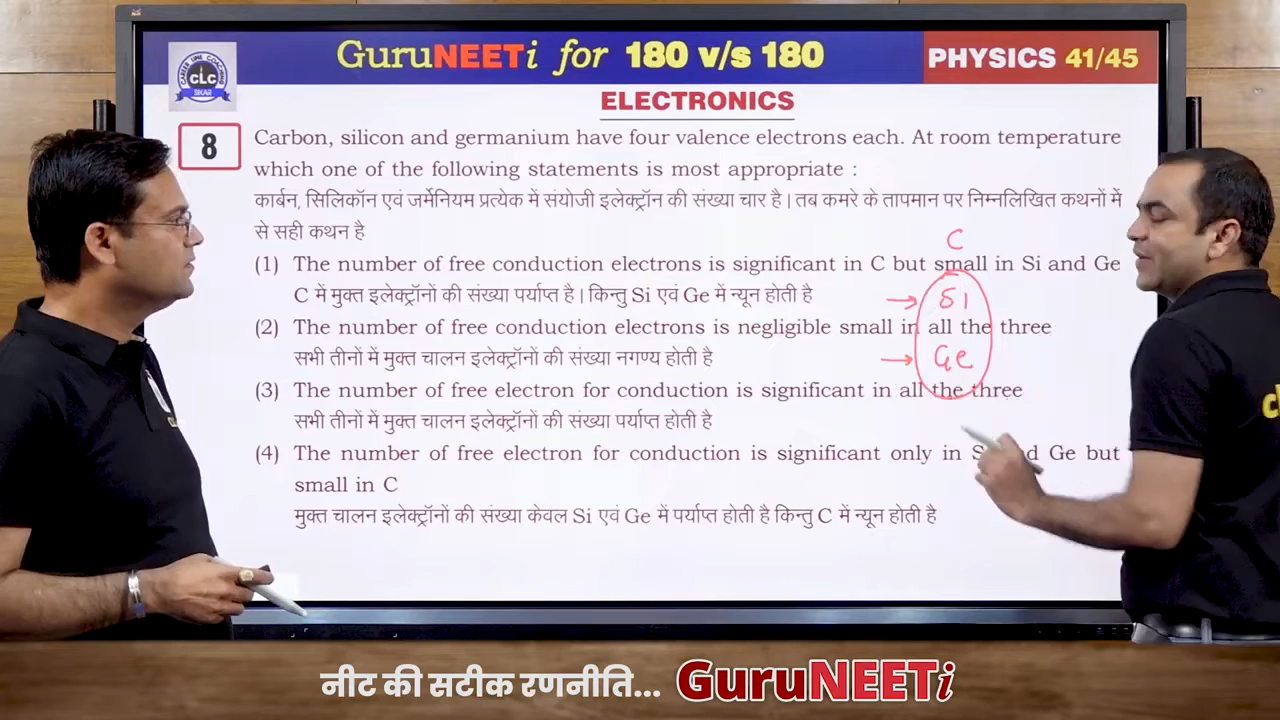 GuruNEETi for 180 v/s 180
PHYSICS 41/45
CLC
SIKAR
ELECTRONICS
8
Carbon, silicon and germanium have four valence electrons each. At room temperature
which one of the following statements is most appropriate :
कार्बन, सिलिकॉन एवं जर्मेनियम प्रत्येक में संयोजी इलेक्ट्रॉन की संख्या चार है। तब कमरे के तापमान पर निम्नलिखित कथनों में
से सही कथन है
C
(1) The number of free conduction electrons is significant in C but small in Si and Ge
C में मुक्त इलेक्ट्रॉनों की संख्या पर्याप्त है। किन्तु Si एवं Ge में न्यून होती है
Si
(2) The number of free conduction electrons is negligible small in all the three
सभी तीनों में मुक्त चालन इलेक्ट्रॉनों की संख्या नगण्य होती है
Ge
(3) The number of free electron for conduction is significant in all the three
सभी तीनों में मुक्त चालन इलेक्ट्रॉनों की संख्या पर्याप्त होती है
(4) The number of free electron for conduction is significant only in Ge but
small in C
मुक्त चालन इलेक्ट्रॉनों की संख्या केवल Si एवं Ge में पर्याप्त होती है किन्तु C में न्यून होती है
नीट की सटीक रणनीति... GuruNEETi